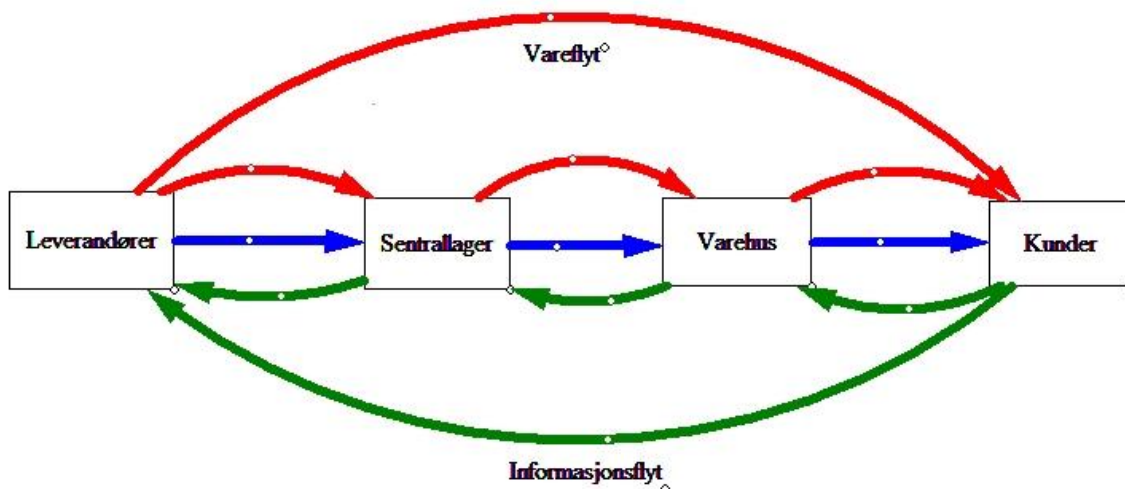 Vareflyt
Leverandører
Sentrallager
Varehus
Kunder
Informasjonsflyt